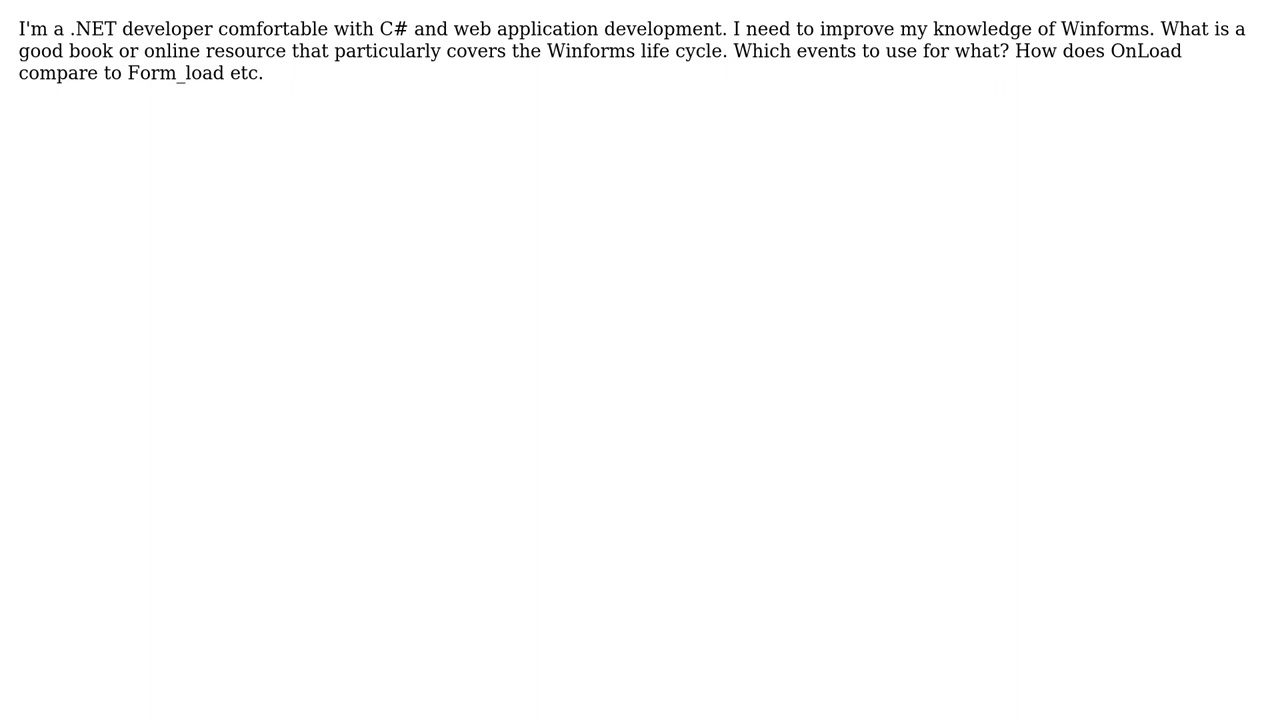 I'm a .NET developer comfortable with C# and web application development. I need to improve my knowledge of Winforms. What is a
good book or online resource that particularly covers the Winforms life cycle. Which events to use for what? How does OnLoad
compare to Form_load etc.